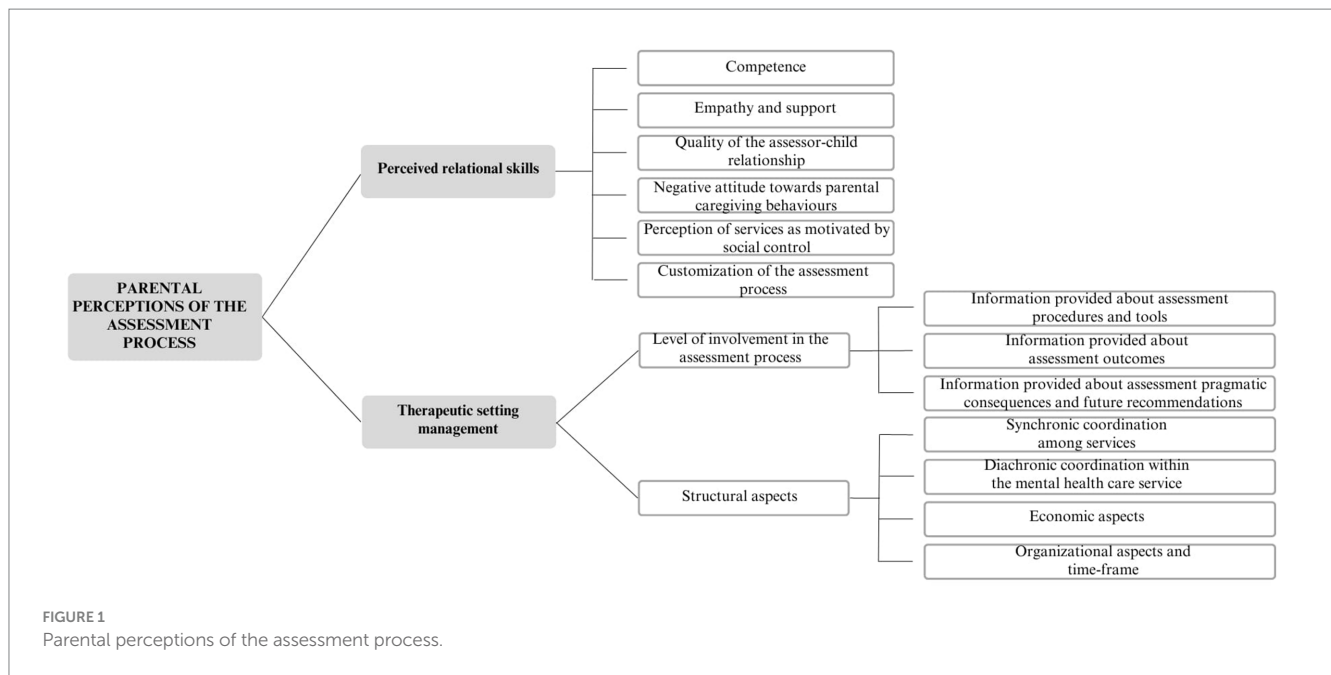 Competence
Empathy and support
Quality of the assessor-child
relationship
Perceived relational skills
Negative attitude towards parental
caregiving behaviours
Perception of services as motivated by
social control
Customization of the assessment
process
PARENTAL
PERCEPTIONS OF THE
ASSESSMENT
PROCESS
Information provided about assessment
procedures and tools
Level of involvement in the
assessment process
Information provided about
assessment outcomes
Information provided about assessment pragmatic
consequences and future recommendations
Therapeutic setting
management
Synchronic coordination
among services
Diachronic coordination within
the mental health care service
Structural aspects
Economic aspects
Organizational aspects and
time-frame
FIGURE 1
Parental perceptions of the assessment process.